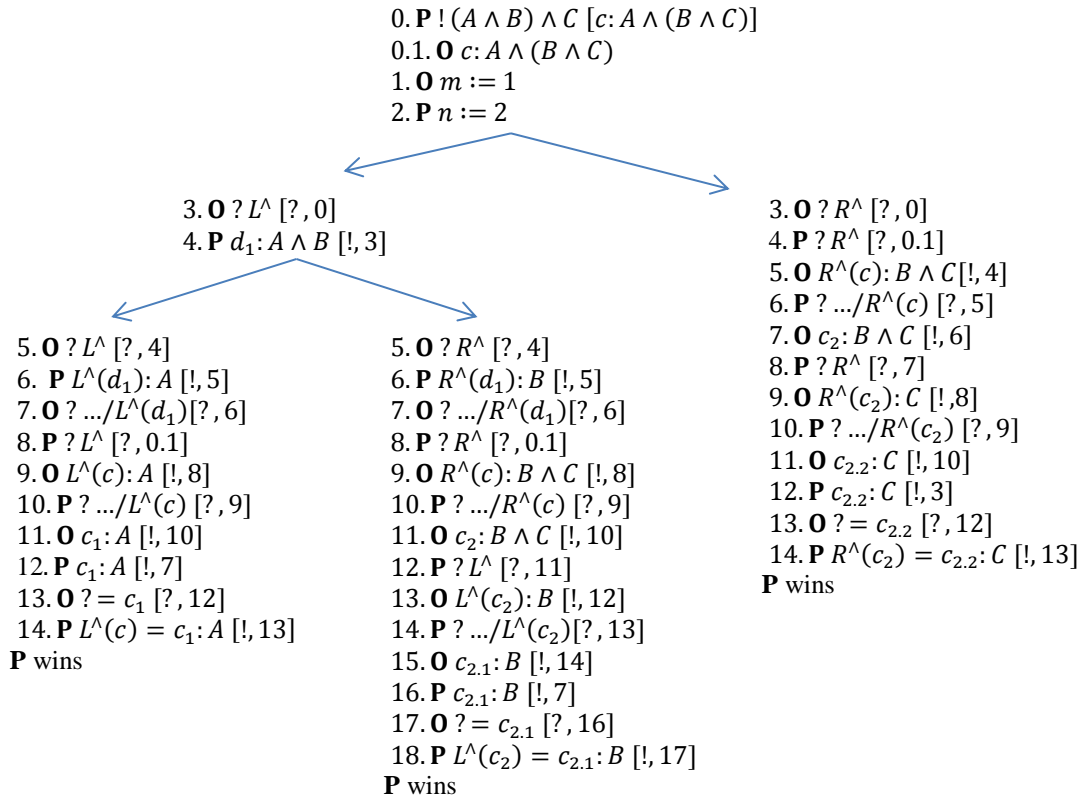 0. P ! (A ∧ B) ∧ C [c: A ∧ (B ∧ C)]
0.1. O c: A ∧ (B ∧ C)
1. O m := 1
2. P n := 2
3. O ? L^ [?, 0]
4. P d₁: A ∧ B [!, 3]
5. O ? L^ [?, 4]
6. P L^(d₁): A [!, 5]
7. O ? .../L^(d₁)[?, 6]
8. P ? L^ [?, 0.1]
9. O L^(c): A [!, 8]
10. P ? .../L^(c) [?, 9]
11. O c₁: A [!, 10]
12. P c₁: A [!, 7]
13. O ? = c₁ [?, 12]
14. P L^(c) = c₁: A [!, 13]
P wins
5. O ? R^ [?, 4]
6. P R^(d₁): B [!, 5]
7. O ? .../R^(d₁)[?, 6]
8. P ? R^ [?, 0.1]
9. O R^(c): B ∧ C [!, 8]
10. P ? .../R^(c) [?, 9]
11. O c₂: B ∧ C [!, 10]
12. P ? L^ [?, 11]
13. O L^(c₂): B [!, 12]
14. P ? .../L^(c₂)[?, 13]
15. O c₂.₁: B [!, 14]
16. P c₂.₁: B [!, 7]
17. O ? = c₂.₁ [?, 16]
18. P L^(c₂) = c₂.₁: B [!, 17]
P wins
3. O ? R^ [?, 0]
4. P ? R^ [?, 0.1]
5. O R^(c): B ∧ C[!, 4]
6. P ? .../R^(c) [?, 5]
7. O c₂: B ∧ C [!, 6]
8. P ? R^ [?, 7]
9. O R^(c₂): C [! ,8]
10. P ? .../R^(c₂) [?, 9]
11. O c₂.₂: C [!, 10]
12. P c₂.₂: C [!, 3]
13. O ? = c₂.₂ [?, 12]
14. P R^(c₂) = c₂.₂: C [!, 13]
P wins